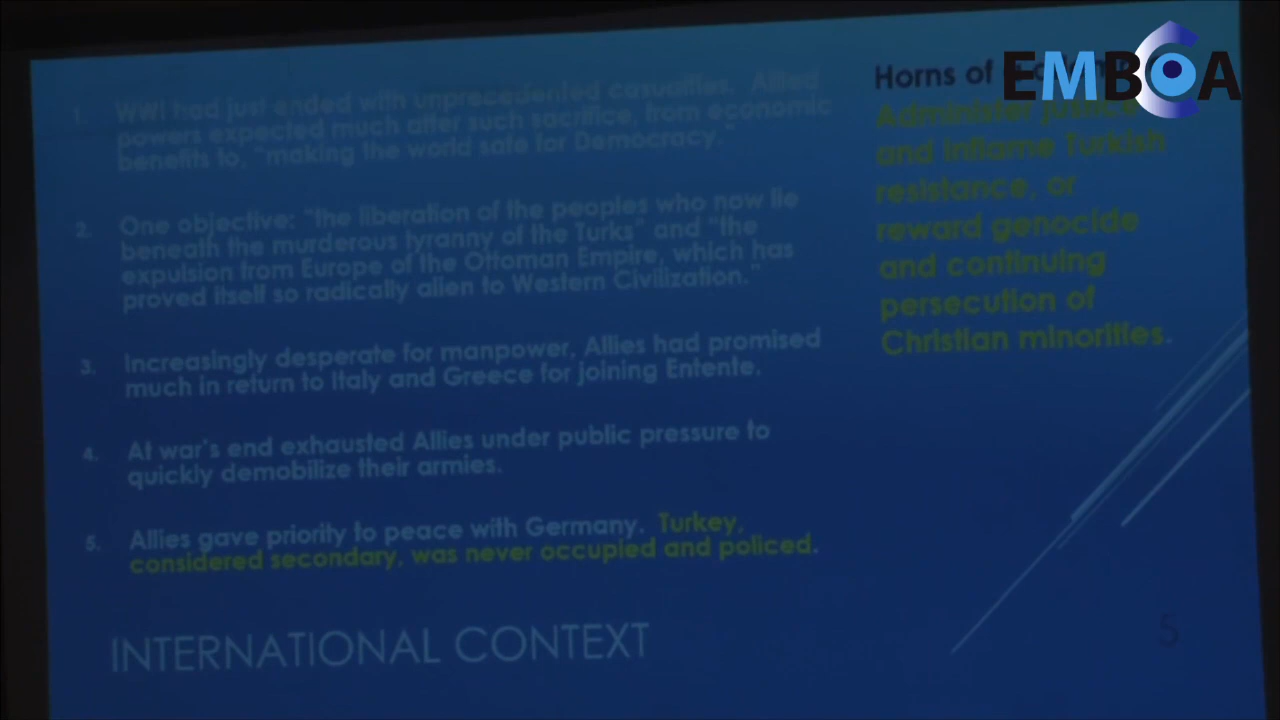 1. WWI had just ended with unprecedented casualties. Allied
powers expected much after such sacrifice, from economic
benefits to, "making the world safe for Democracy."
2. One objective: "the liberation of the peoples who now lie
beneath the murderous tyranny of the Turks" and "the
expulsion from Europe of the Ottoman Empire, which has
proved itself so radically alien to Western Civilization."
3. Increasingly desperate for manpower, Allies had promised
much in return to Italy and Greece for joining Entente.
4. At war's end exhausted Allies under public pressure to
quickly demobilize their armies.
5. Allies gave priority to peace with Germany. Turkey,
considered secondary, was never occupied and policed.
INTERNATIONAL CONTEXT
Horns of
Administer justice
and inflame Turkish
resistance, or
reward genocide
and continuing
persecution of
Christian minorities.
5
EMBCA